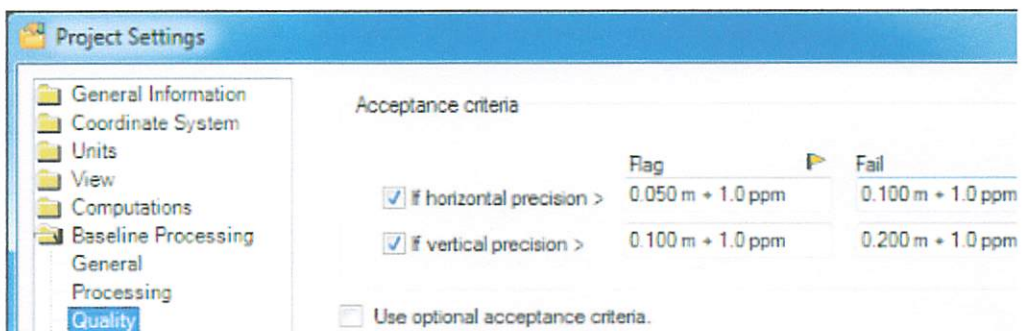 Project Settings
General Information
Coordinate System
Units
View
Computations
Baseline Processing
General
Processing
Quality
Acceptance criteria
Flag Fail
If horizontal precision > 0.050 m + 1.0 ppm 0.100 m + 1.0 ppm
If vertical precision > 0.100 m + 1.0 ppm 0.200 m + 1.0 ppm
Use optional acceptance criteria.